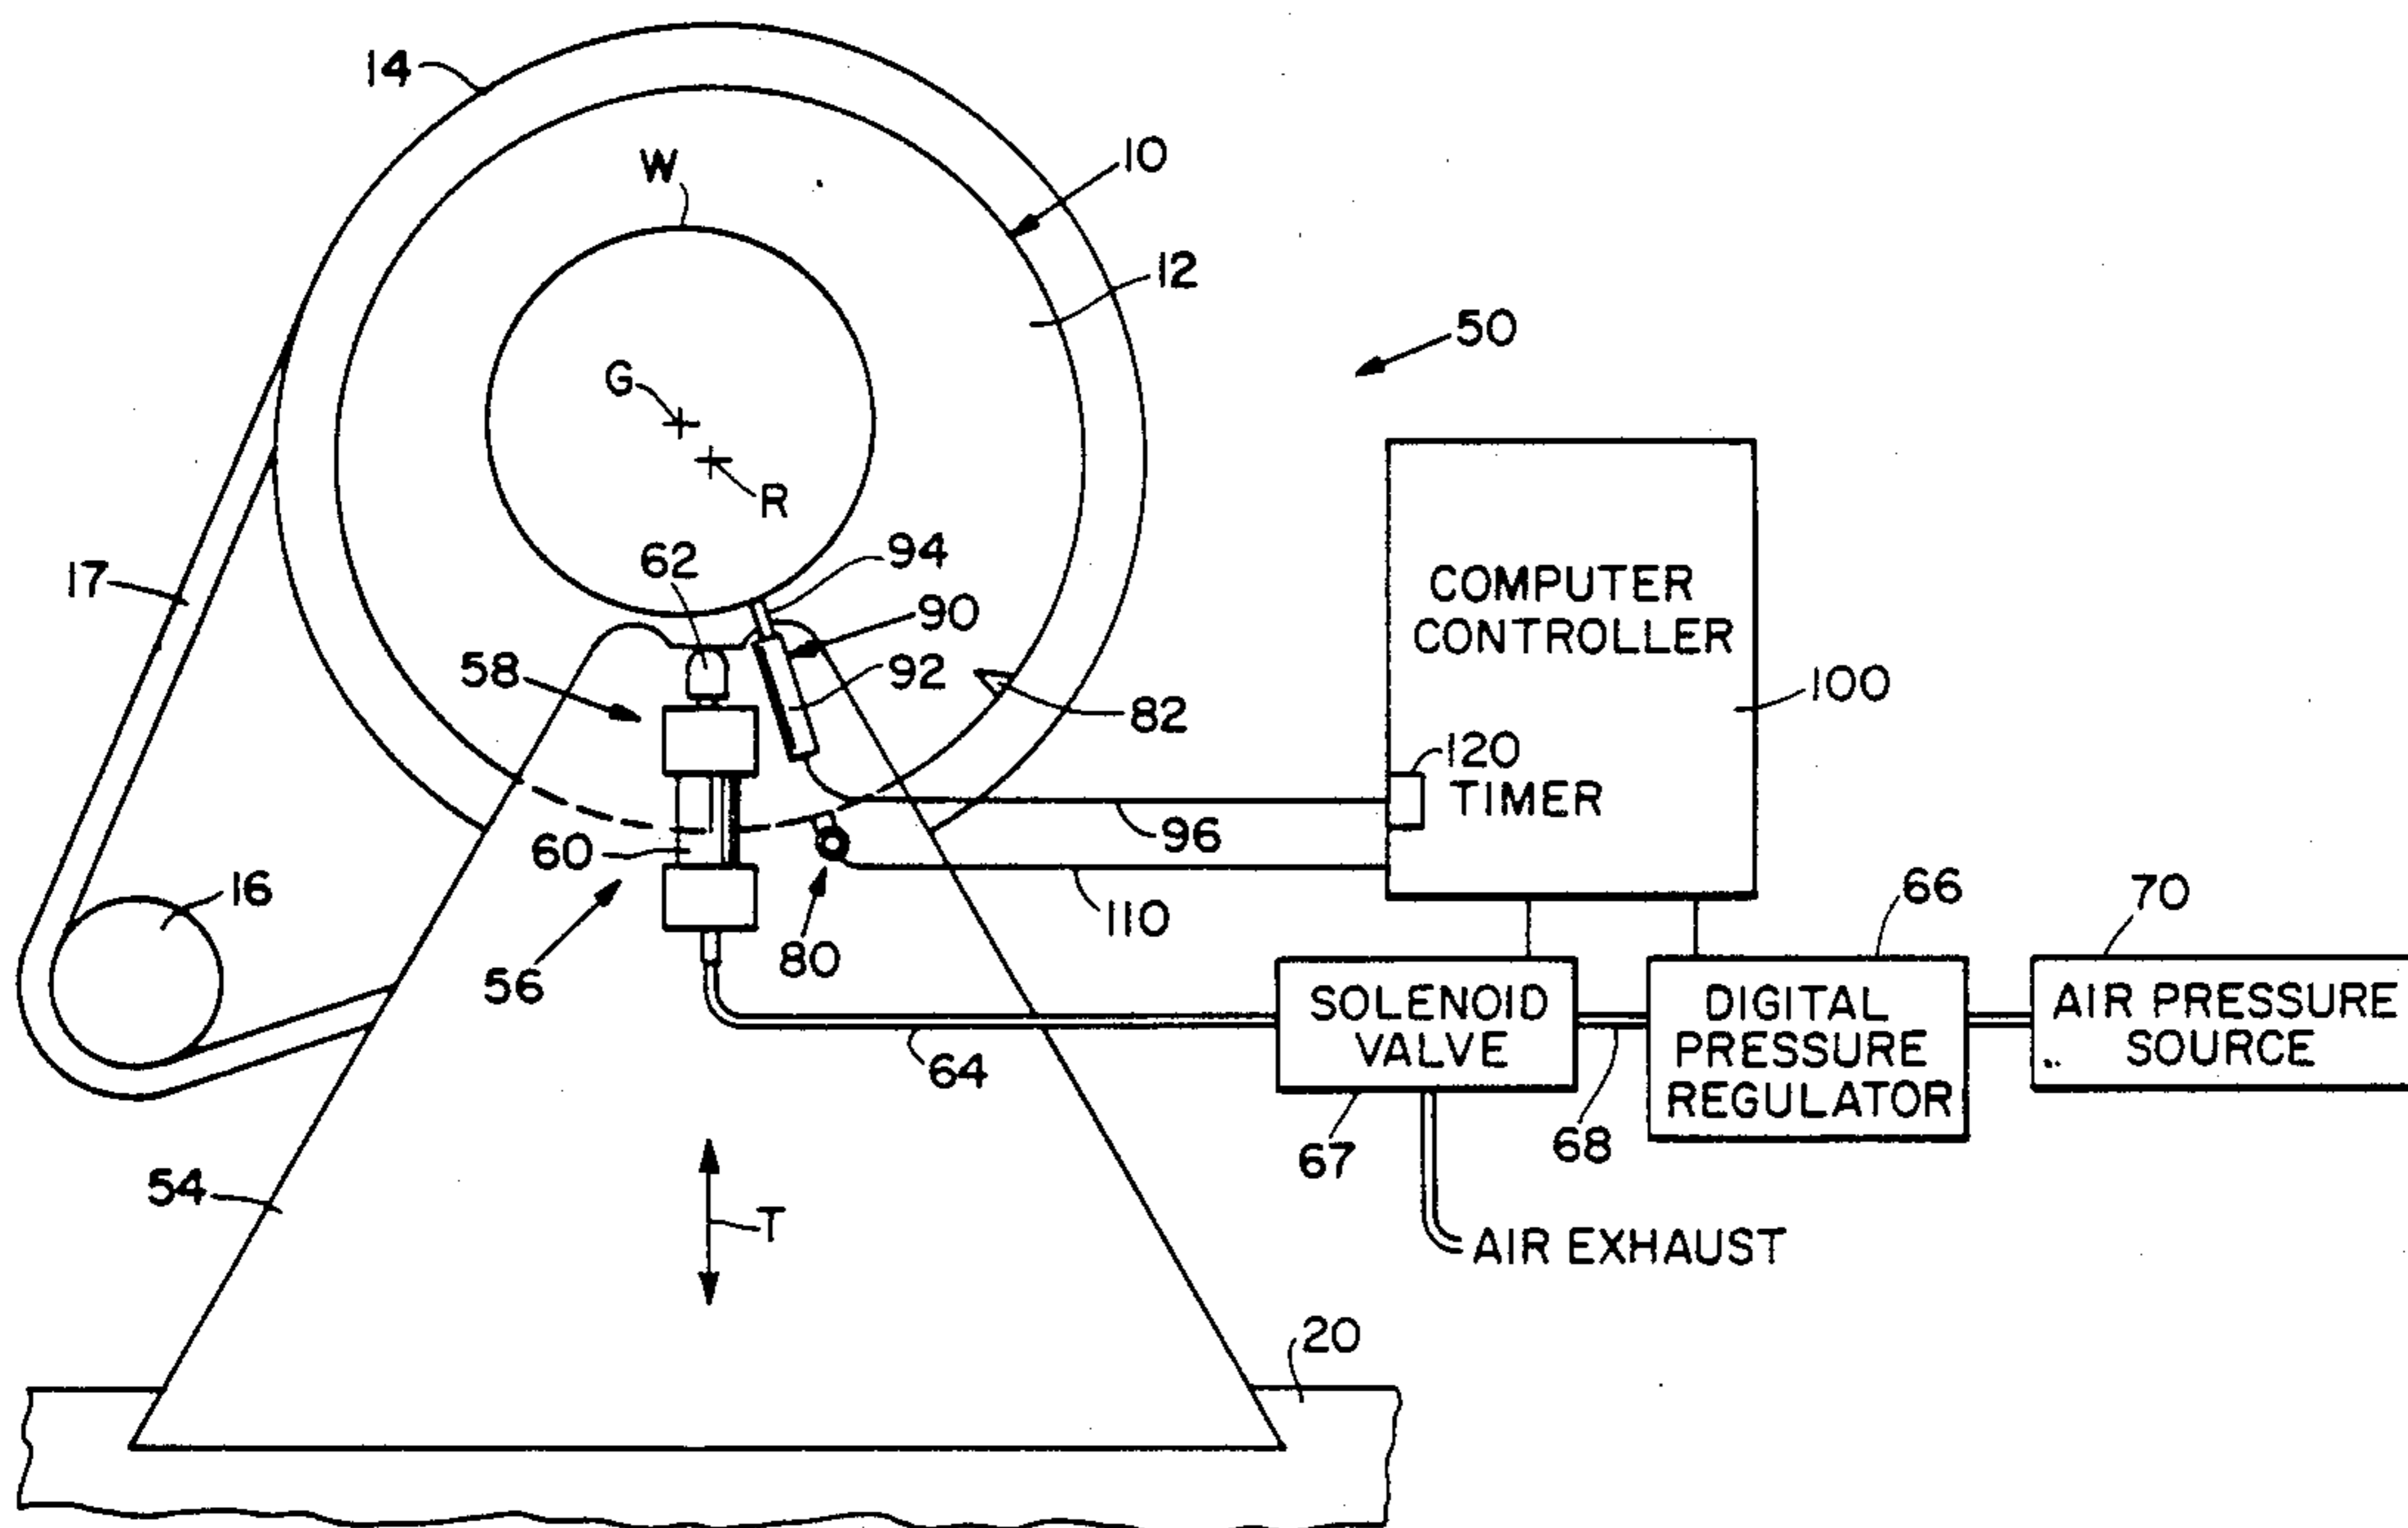 14
10
W
12
50
G
R
94
62
17
90
COMPUTER
CONTROLLER
58
92
100
82
120
TIMER
96
60
16
66
70
110
80
56
SOLENOID
VALVE
DIGITAL
PRESSURE
REGULATOR
AIR PRESSURE
SOURCE
64
67
68
54
T
AIR EXHAUST
20